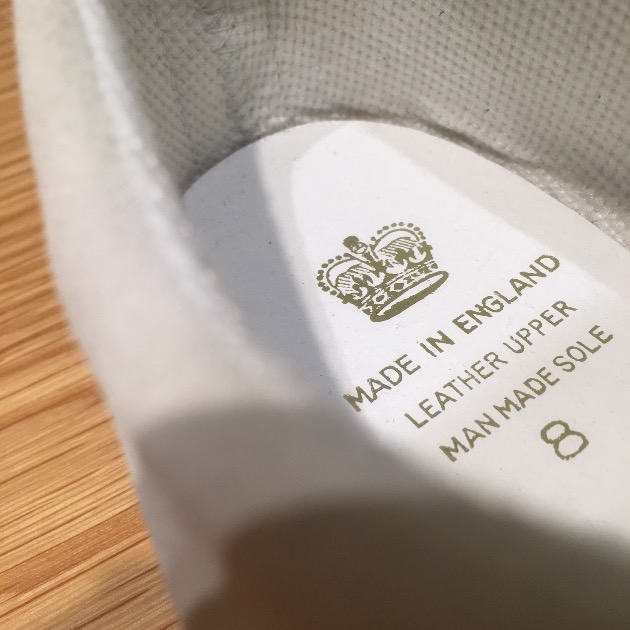 MADE iN ENGLAND
LEATHER UPPER
MAN MADE SOLE
8